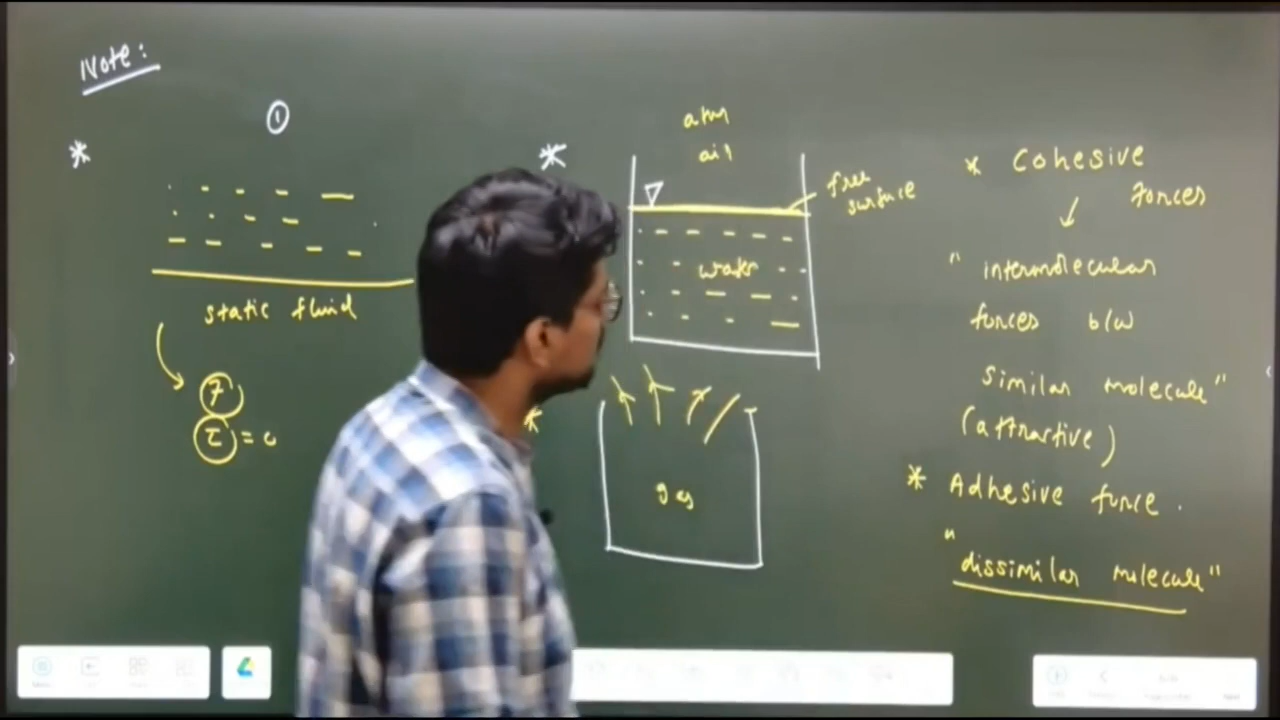 Note:
①
*
static fluid
F
τ = 0
*
atm
air
free
surface
water
*
gas
* Cohesive
forces
" intermolecular
forces b/w
similar molecule"
(attractive)
* Adhesive force.
"dissimilar molecule"